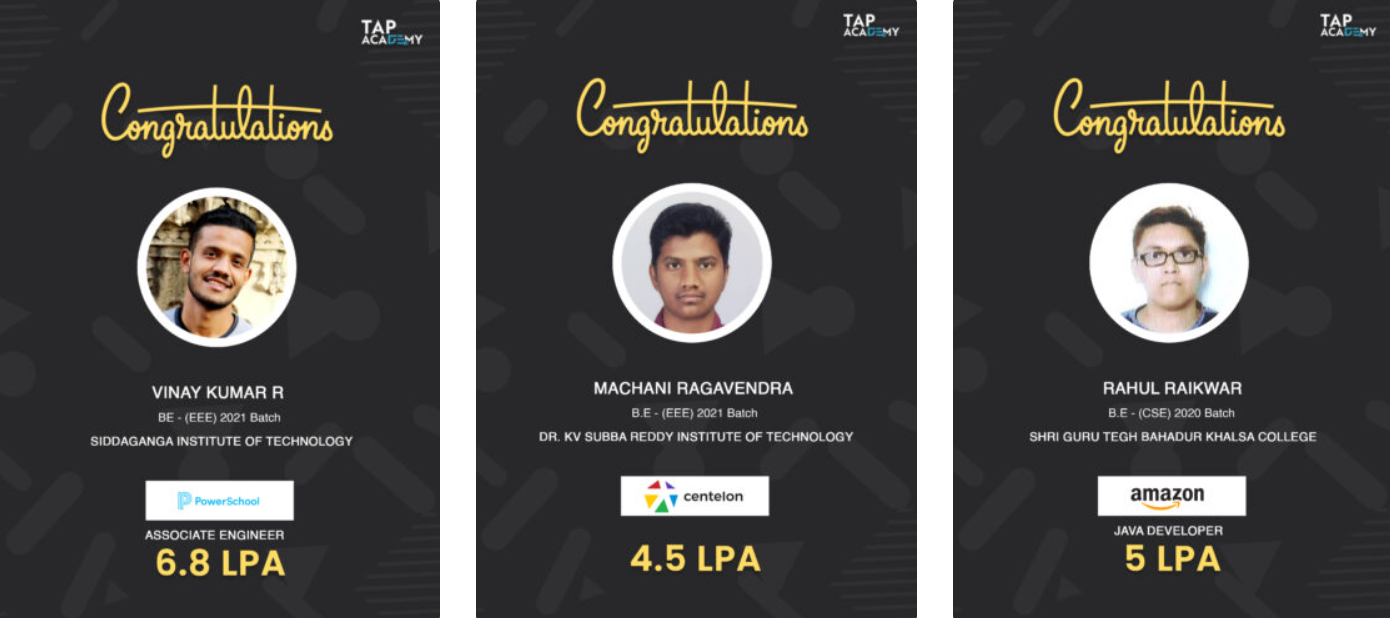 TAP
ACADEMY
Congratulations
VINAY KUMAR R
BE - (EEE) 2021 Batch
SIDDAGANGA INSTITUTE OF TECHNOLOGY
PowerSchool
ASSOCIATE ENGINEER
6.8 LPA
TAP
ACADEMY
Congratulations
MACHANI RAGAVENDRA
B.E - (EEE) 2021 Batch
DR. KV SUBBA REDDY INSTITUTE OF TECHNOLOGY
centelon
4.5 LPA
TAP
ACADEMY
Congratulations
RAHUL RAIKWAR
B.E - (CSE) 2020 Batch
SHRI GURU TEGH BAHADUR KHALSA COLLEGE
amazon
JAVA DEVELOPER
5 LPA